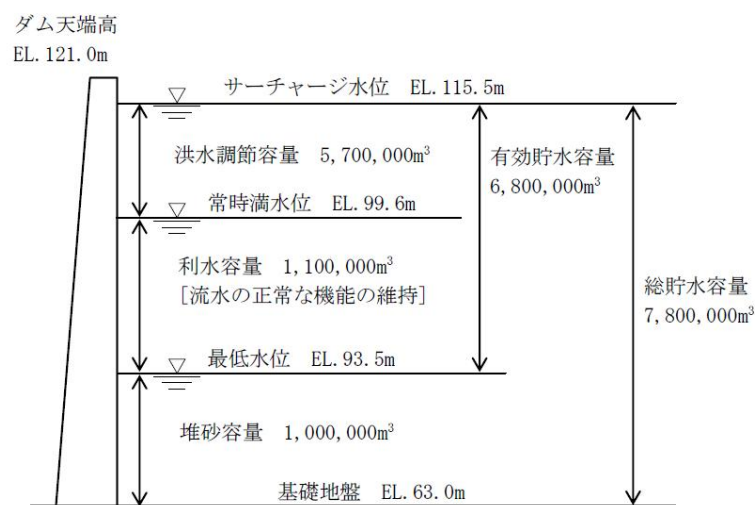 ダム天端高
EL.121.0m
サーチャージ水位 EL.115.5m
洪水調節容量 5,700,000m³
有効貯水容量
6,800,000m³
常時満水位 EL.99.6m
利水容量 1,100,000m³
[流水の正常な機能の維持]
総貯水容量
7,800,000m³
最低水位 EL.93.5m
堆砂容量 1,000,000m³
基礎地盤 EL.63.0m